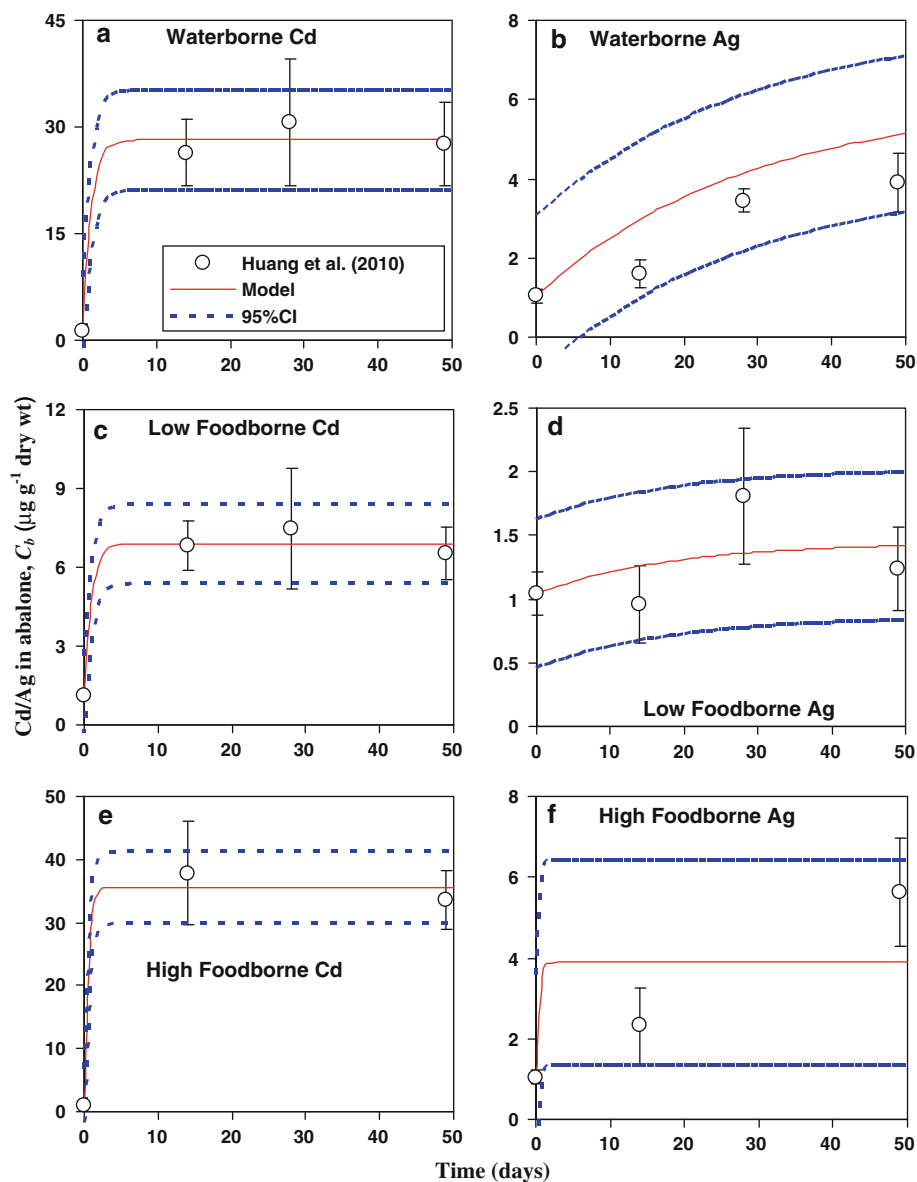 a
Waterborne Cd
45
30
15
0
0 10 20 30 40 50
Huang et al. (2010)
Model
95%CI
b
Waterborne Ag
8
6
4
2
0
0 10 20 30 40 50
Cd/Ag in abalone, C_b (µg g⁻¹ dry wt)
c
Low Foodborne Cd
12
9
6
3
0
0 10 20 30 40 50
d
2.5
2
1.5
1
0.5
0
Low Foodborne Ag
0 10 20 30 40 50
e
50
40
30
20
10
0
High Foodborne Cd
0 10 20 30 40 50
f
High Foodborne Ag
8
6
4
2
0
0 10 20 30 40 50
Time (days)